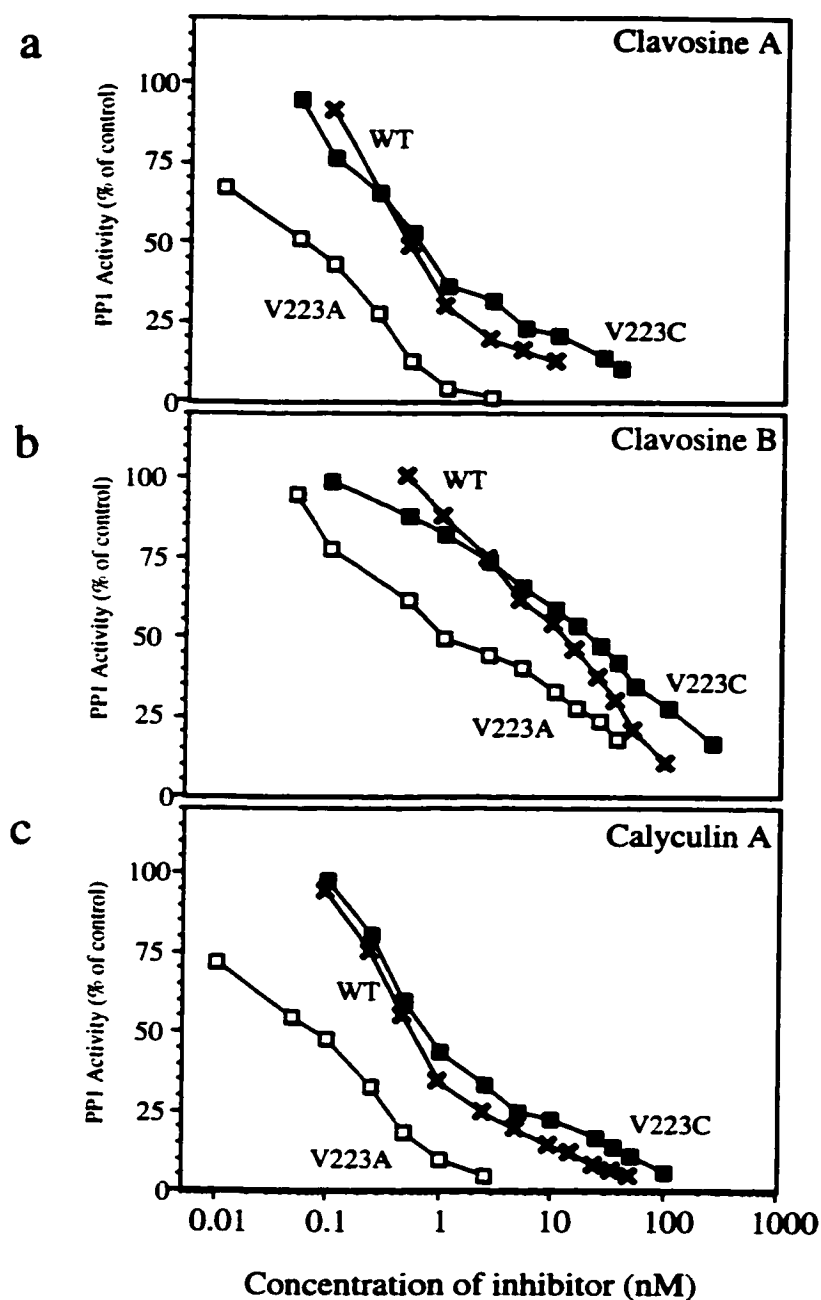 a
Clavosine A
PP1 Activity (% of control)
100
75
50
25
0
WT
V223A
V223C
b
Clavosine B
PP1 Activity (% of control)
100
75
50
25
0
WT
V223A
V223C
c
Calyculin A
PP1 Activity (% of control)
100
75
50
25
0
WT
V223A
V223C
0.01 0.1 1 10 100 1000
Concentration of inhibitor (nM)